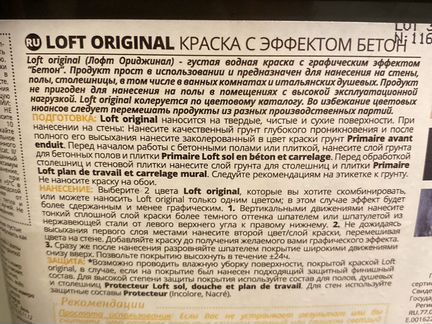 LOT
RU LOFT ORIGINAL КРАСКА С ЭФФЕКТОМ БЕТОН
N:116
Loft original (Лофт Ориджинал) - густая водная краска с графическим эффектом
"Бетон". Продукт прост в использовании и предназначен для нанесения на стены,
полы, столешницы, в том числе в ванных комнатах и итальянских душевых. Продукт
не пригоден для нанесения на полы в помещениях с высокой эксплуатационной
нагрузкой. Loft original колеруется по цветовому каталогу. Во избежание цветовых
нюансов следует перемешать продукты из разных производственных партий.
ПОДГОТОВКА: Loft original наносится на твердые, чистые и сухие поверхности. При
нанесении на стены: Нанесите качественный грунт глубокого проникновения и после
полного его высыхания нанесите заколерованный в цвет краски грунт Primaire avant
enduit. Перед началом работы с бетонными полами или плиткой, нанесите слой грунта
для бетонных полов и плитки Primaire Loft sol en béton et carrelage. Перед обработкой
столешниц и стеновой плитки нанесите слой грунта для столешниц и плитки Primaire
Loft plan de travail et carrelage mural. Следуйте рекомендациям на этикетке к грунту.
Не наносите краску на обои.
НАНЕСЕНИЕ: Выберите 2 цвета Loft original, которые вы хотите скомбинировать,
или можете наносить Loft original только одним цветом; в этом случае эффект будет
более сдержанным и менее графичным. 1. Вертикальными движениями нанесите
тонкий сплошной слой краски более темного оттенка шпателем или шпатулетой из
нержавеющей стали от левого верхнего угла к правому нижнему. 2. Не дожидаясь
высыхания первого слоя местами нанесите второй цвет/слой краски, перемешивая
цвета на стене. Добавляйте краску до получения желаемого вами графического эффекта.
3. Сразу же после нанесения разровняйте шпателем покрытие широкими движениями
снизу вверх. Позвольте покрытию высохнуть в течение ±24ч.
ЗАЩИТА: *Возможно проводить влажную уборку поверхности, покрытой краской Loft
original, в случае, если на покрытие был нанесен подходящий защитный финишный
состав. Для высокой степени защиты покрытия используйте состав для полов, душевых
и столешниц, Protecteur Loft sol, douche et plan de travail. Для стен используйте
защитные составы Protecteur (Incolore, Nacré).
Рекомендации